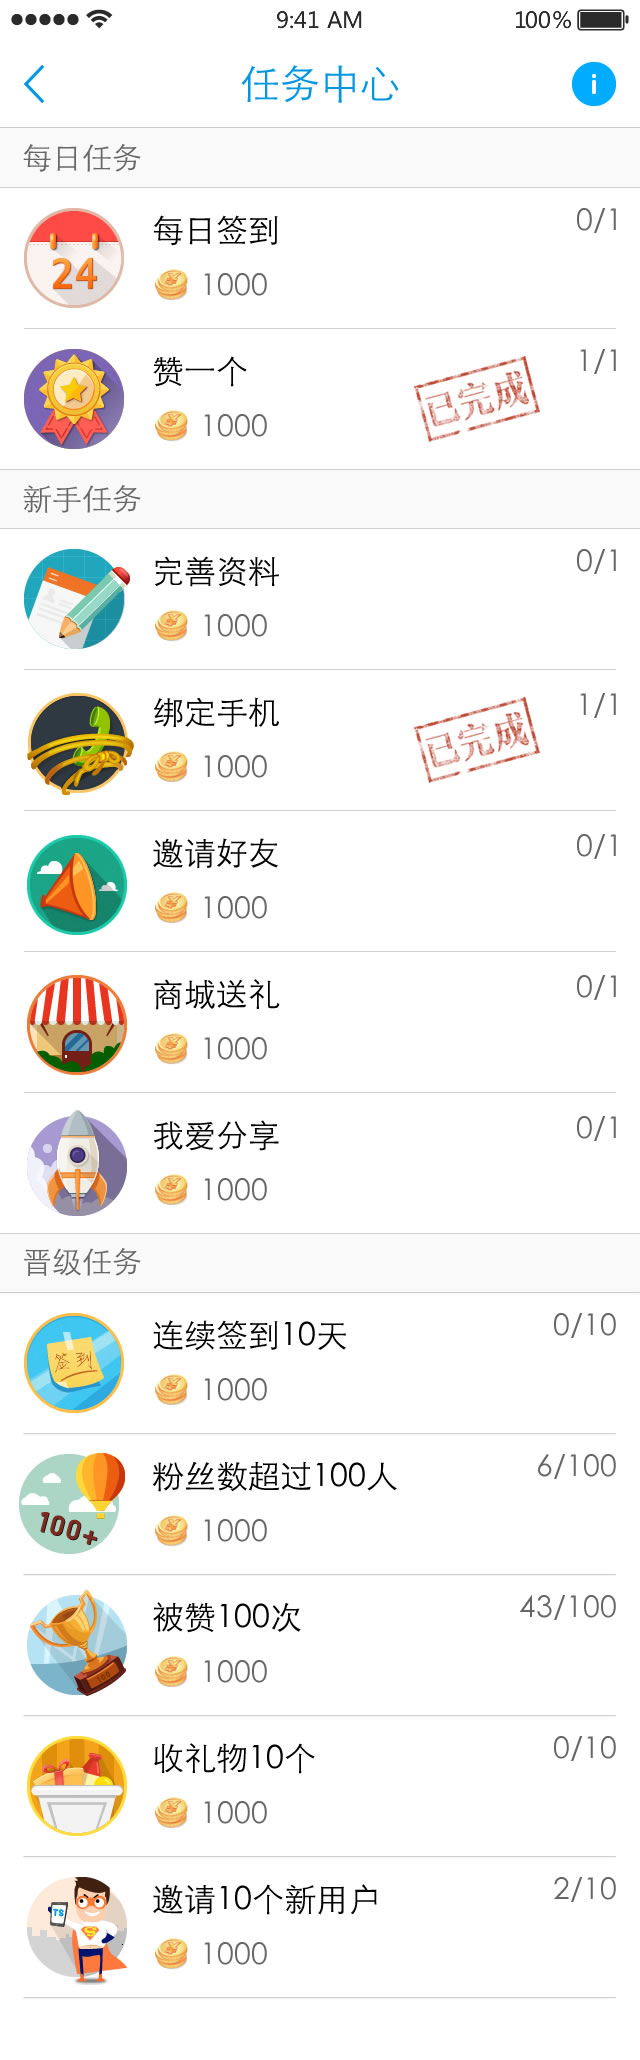 9:41 AM
100%
任务中心
i
每日任务
24
每日签到
0/1
1000
赞一个
1/1
已完成
1000
新手任务
完善资料
0/1
1000
绑定手机
1/1
已完成
1000
邀请好友
0/1
1000
商城送礼
0/1
1000
我爱分享
0/1
1000
晋级任务
签到
连续签到10天
0/10
1000
100+
粉丝数超过100人
6/100
1000
被赞100次
43/100
1000
收礼物10个
0/10
1000
TS
S
邀请10个新用户
2/10
1000